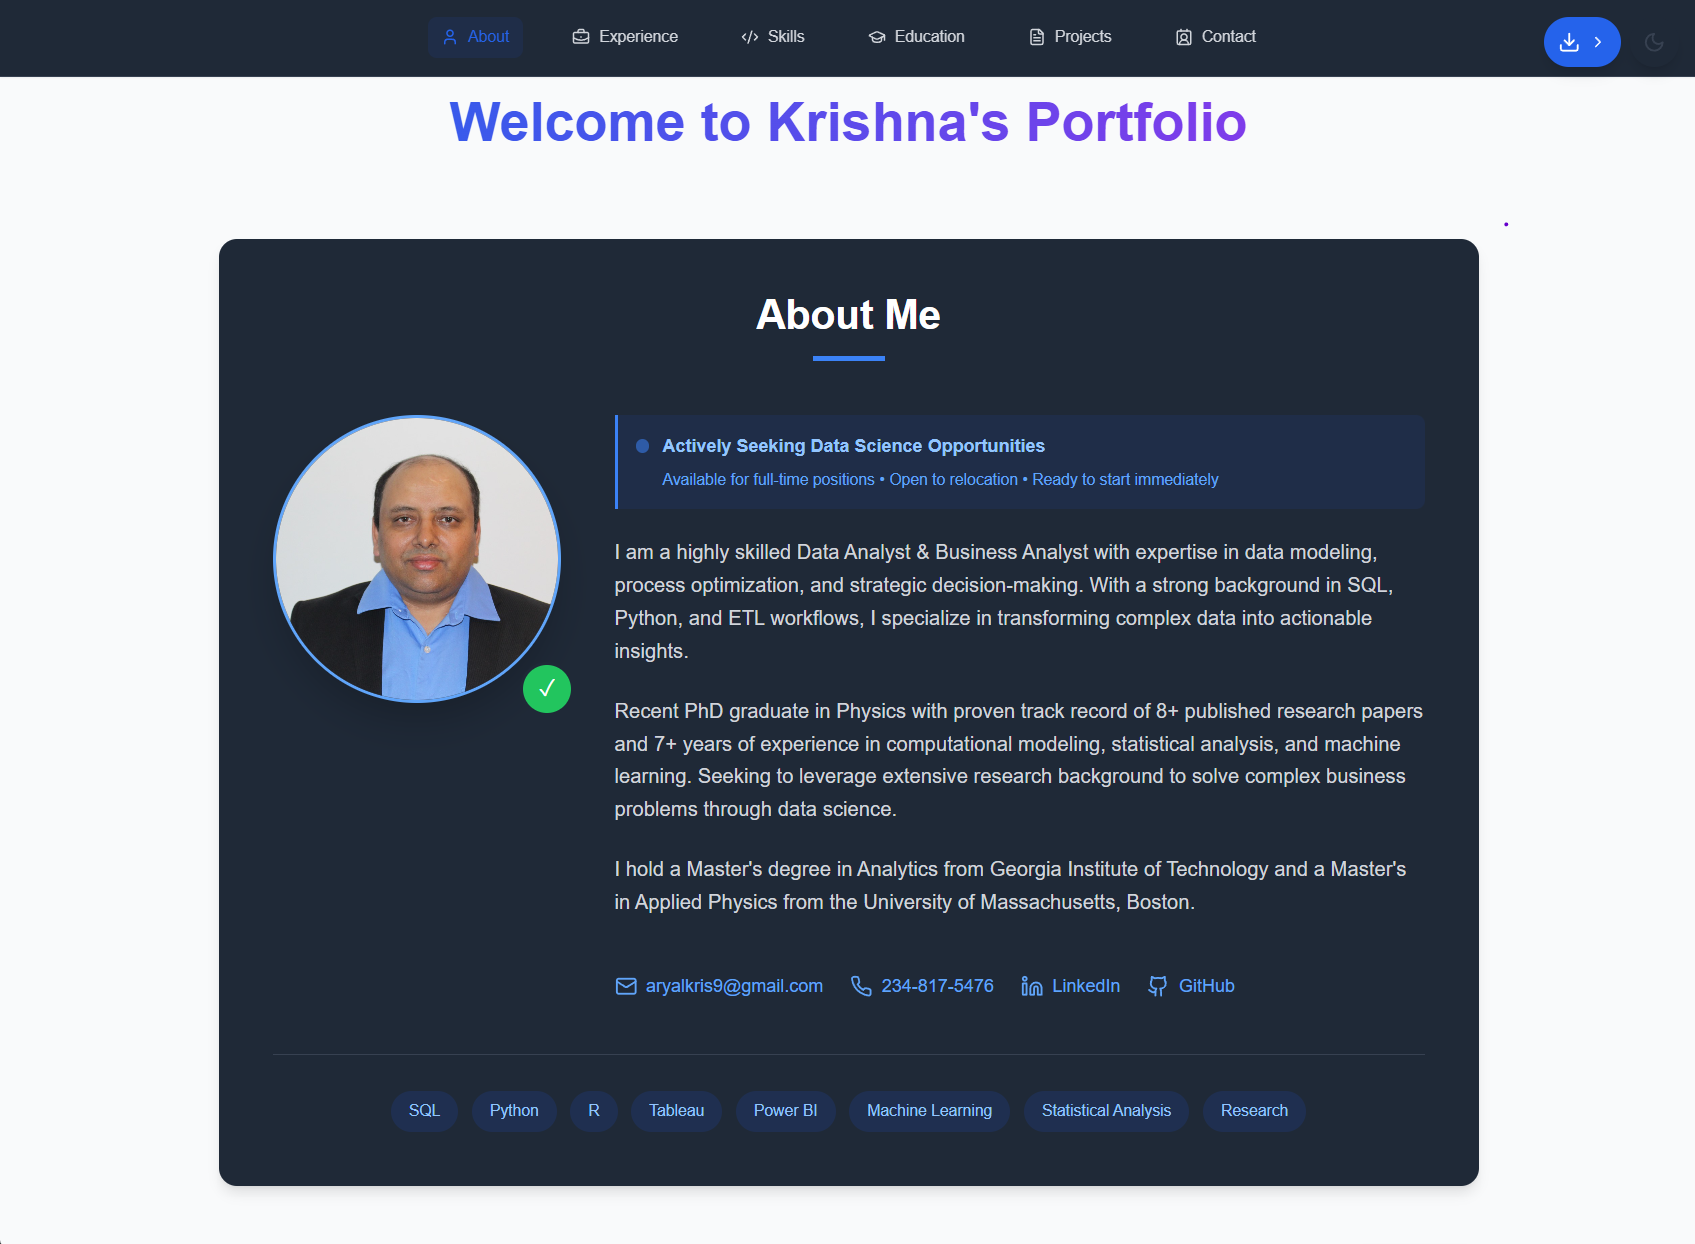 About
Experience
Skills
Education
Projects
Contact
Welcome to Krishna's Portfolio
About Me
Actively Seeking Data Science Opportunities
Available for full-time positions • Open to relocation • Ready to start immediately
I am a highly skilled Data Analyst & Business Analyst with expertise in data modeling,
process optimization, and strategic decision-making. With a strong background in SQL,
Python, and ETL workflows, I specialize in transforming complex data into actionable
insights.
Recent PhD graduate in Physics with proven track record of 8+ published research papers
and 7+ years of experience in computational modeling, statistical analysis, and machine
learning. Seeking to leverage extensive research background to solve complex business
problems through data science.
I hold a Master's degree in Analytics from Georgia Institute of Technology and a Master's
in Applied Physics from the University of Massachusetts, Boston.
aryalkris9@gmail.com
234-817-5476
LinkedIn
GitHub
SQL
Python
R
Tableau
Power BI
Machine Learning
Statistical Analysis
Research